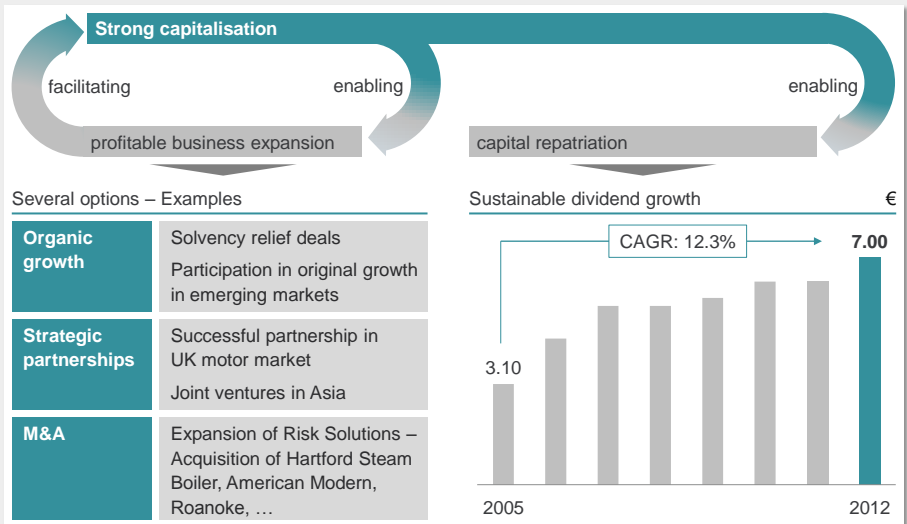 Strong capitalisation
facilitating
enabling
enabling
profitable business expansion
capital repatriation
Several options – Examples
Organic
growth
Solvency relief deals
Participation in original growth
in emerging markets
Strategic
partnerships
Successful partnership in
UK motor market
Joint ventures in Asia
M&A
Expansion of Risk Solutions –
Acquisition of Hartford Steam
Boiler, American Modern,
Roanoke, …
Sustainable dividend growth €
CAGR: 12.3%
7.00
3.10
2005 2012